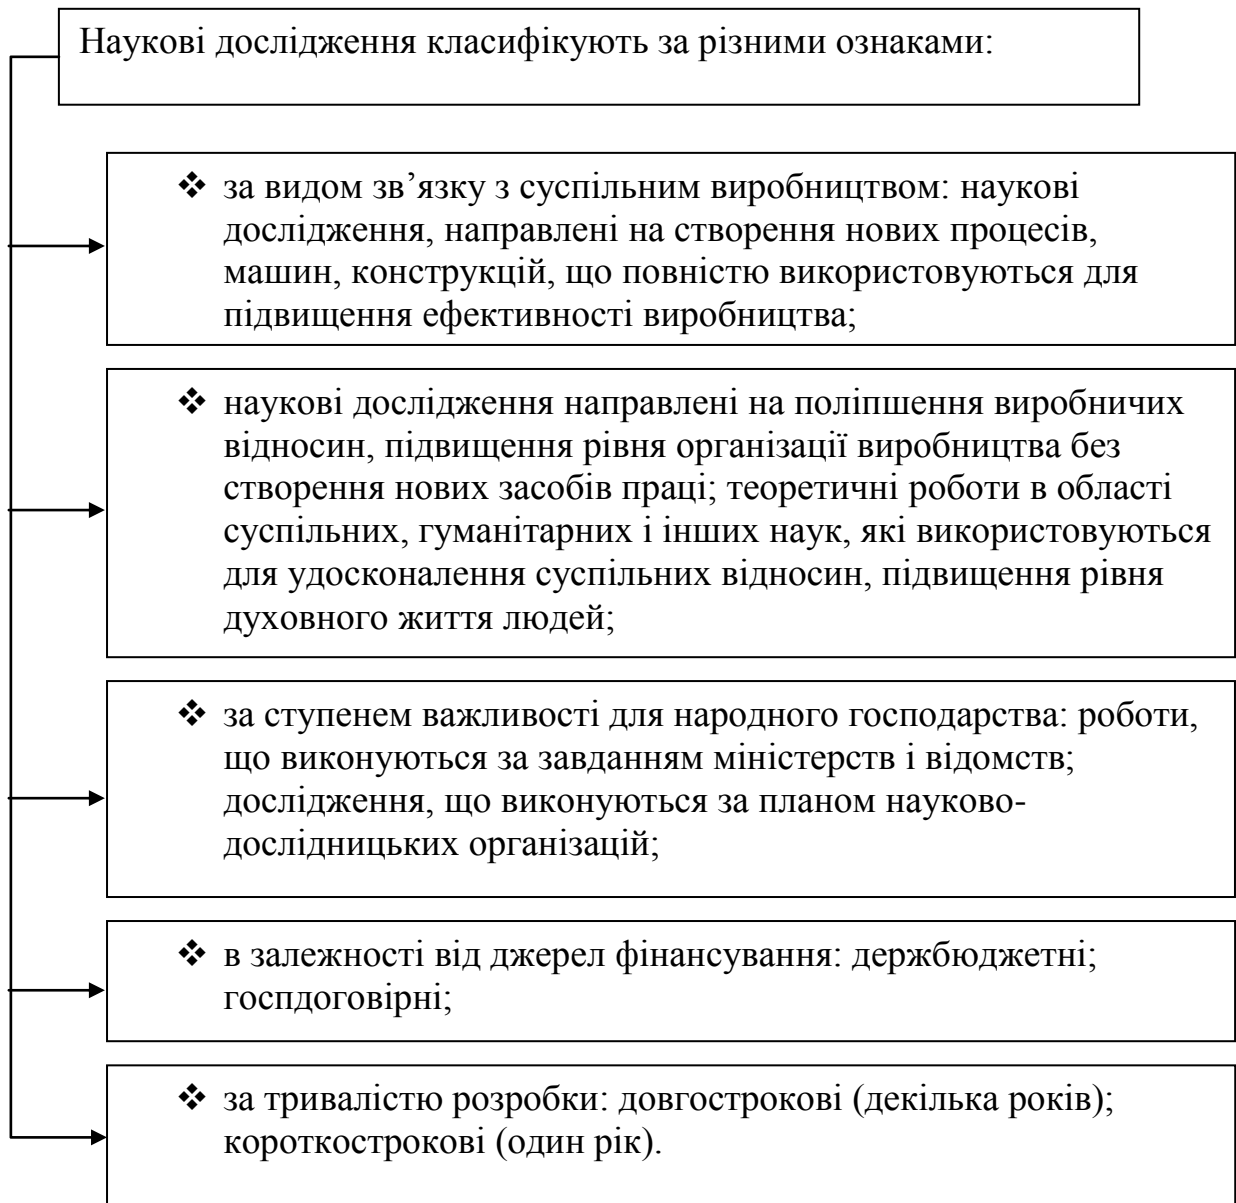 Наукові дослідження класифікують за різними ознаками:
❖ за видом зв’язку з суспільним виробництвом: наукові
дослідження, направлені на створення нових процесів,
машин, конструкцій, що повністю використовуються для
підвищення ефективності виробництва;
❖ наукові дослідження направлені на поліпшення виробничих
відносин, підвищення рівня організації виробництва без
створення нових засобів праці; теоретичні роботи в області
суспільних, гуманітарних і інших наук, які використовуються
для удосконалення суспільних відносин, підвищення рівня
духовного життя людей;
❖ за ступенем важливості для народного господарства: роботи,
що виконуються за завданням міністерств і відомств;
дослідження, що виконуються за планом науково-
дослідницьких організацій;
❖ в залежності від джерел фінансування: держбюджетні;
госпдоговірні;
❖ за тривалістю розробки: довгострокові (декілька років);
короткострокові (один рік).